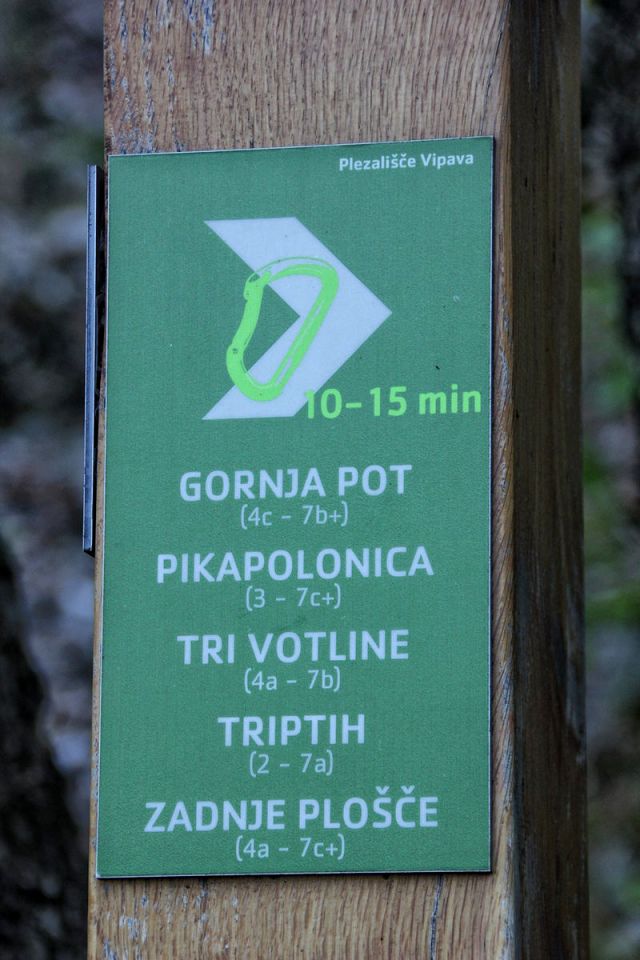 Plezališče Vipava
10-15 min
GORNJA POT
(4c - 7b+)
PIKAPOLONICA
(3 - 7c+)
TRI VOTLINE
(4a - 7b)
TRIPTIH
(2 - 7a)
ZADNJE PLOŠČE
(4a - 7c+)